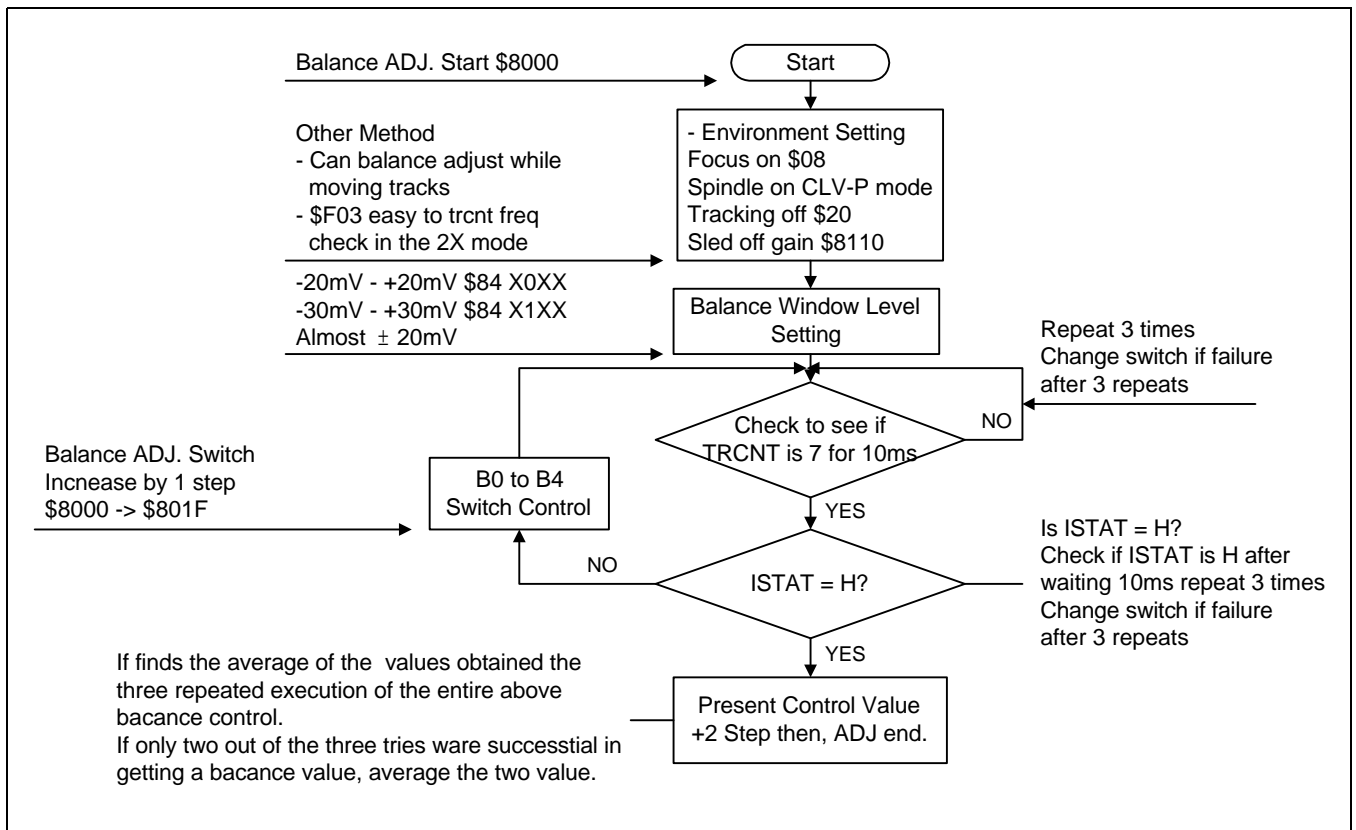 Balance ADJ. Start $8000
Start
Other Method
- Can balance adjust while
moving tracks
- $F03 easy to trcnt freq
check in the 2X mode
- Environment Setting
Focus on $08
Spindle on CLV-P mode
Tracking off $20
Sled off gain $8110
-20mV - +20mV $84 X0XX
-30mV - +30mV $84 X1XX
Almost ± 20mV
Balance Window Level
Setting
Repeat 3 times
Change switch if failure
after 3 repeats
Check to see if
TRCNT is 7 for 10ms
NO
Balance ADJ. Switch
Incnease by 1 step
$8000 -> $801F
B0 to B4
Switch Control
YES
NO
ISTAT = H?
Is ISTAT = H?
Check if ISTAT is H after
waiting 10ms repeat 3 times
Change switch if failure
after 3 repeats
YES
If finds the average of the values obtained the
three repeated execution of the entire above
bacance control.
If only two out of the three tries ware successtial in
getting a bacance value, average the two value.
Present Control Value
+2 Step then, ADJ end.